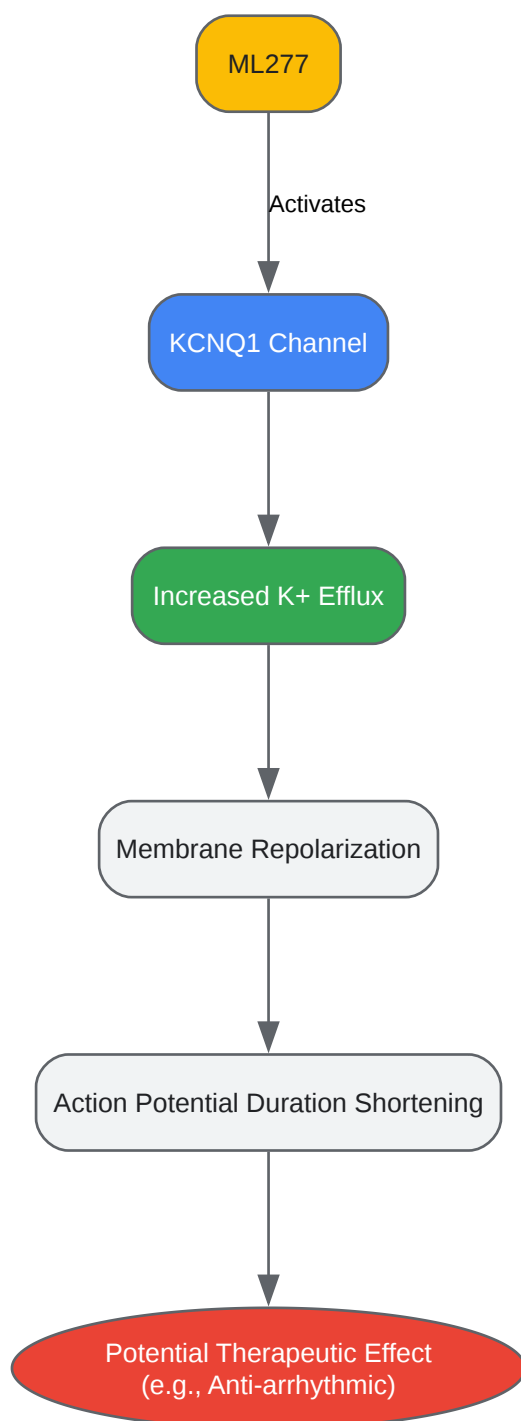 ML277
Activates
KCNQ1 Channel
Increased K+ Efflux
Membrane Repolarization
Action Potential Duration Shortening
Potential Therapeutic Effect
(e.g., Anti-arrhythmic)